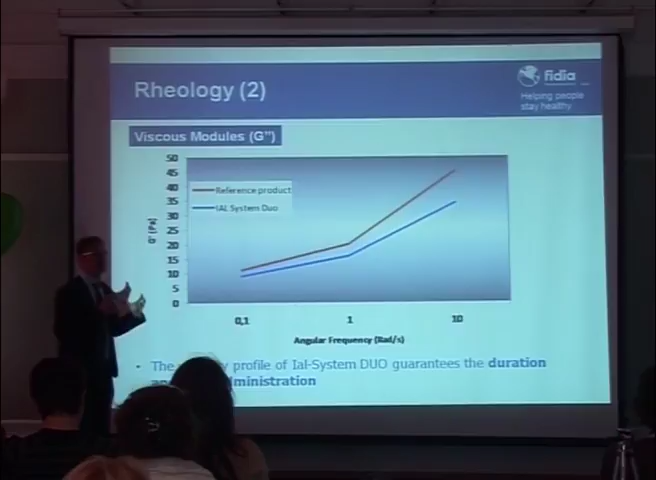 Rheology (2)
fidia
Helping people
stay healthy
Viscous Modules (G")
50
45
40
35
30
25
20
15
10
5
0
Reference product
IAL System Duo
0,1
1
10
Angular Frequency (Rad/s)
• The profile of Ial-System DUO guarantees the duration